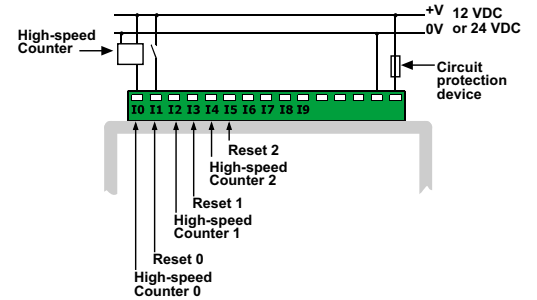 +V 12 VDC
0V or 24 VDC
High-speed
Counter
Circuit
protection
device
I0 I1 I2 I3 I4 I5 I6 I7 I8 I9
Reset 2
High-speed
Counter 2
Reset 1
High-speed
Counter 1
Reset 0
High-speed
Counter 0